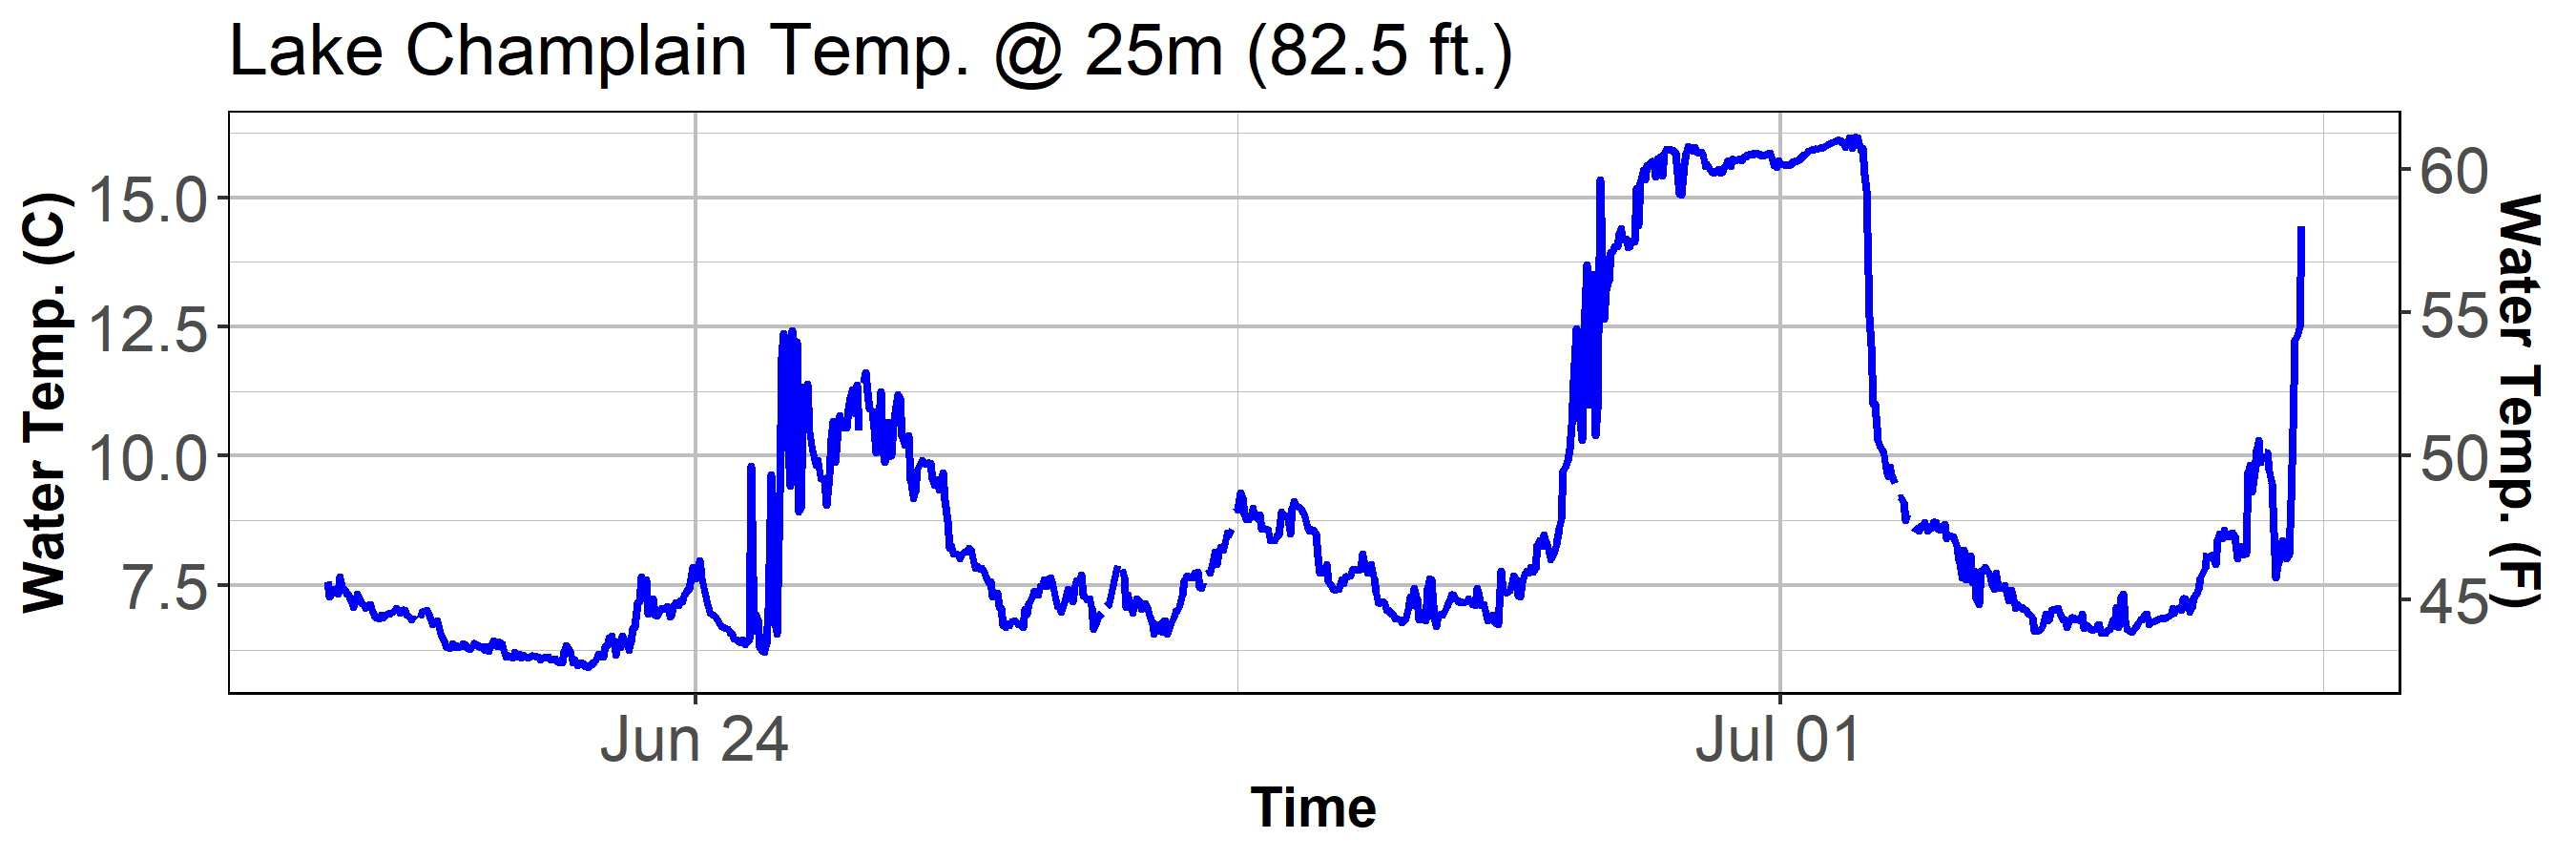 Lake Champlain Temp. @ 25m (82.5 ft.)
Water Temp. (C)
15.0
12.5
10.0
7.5
60
55
50
45
Water Temp. (F)
Jun 24
Jul 01
Time